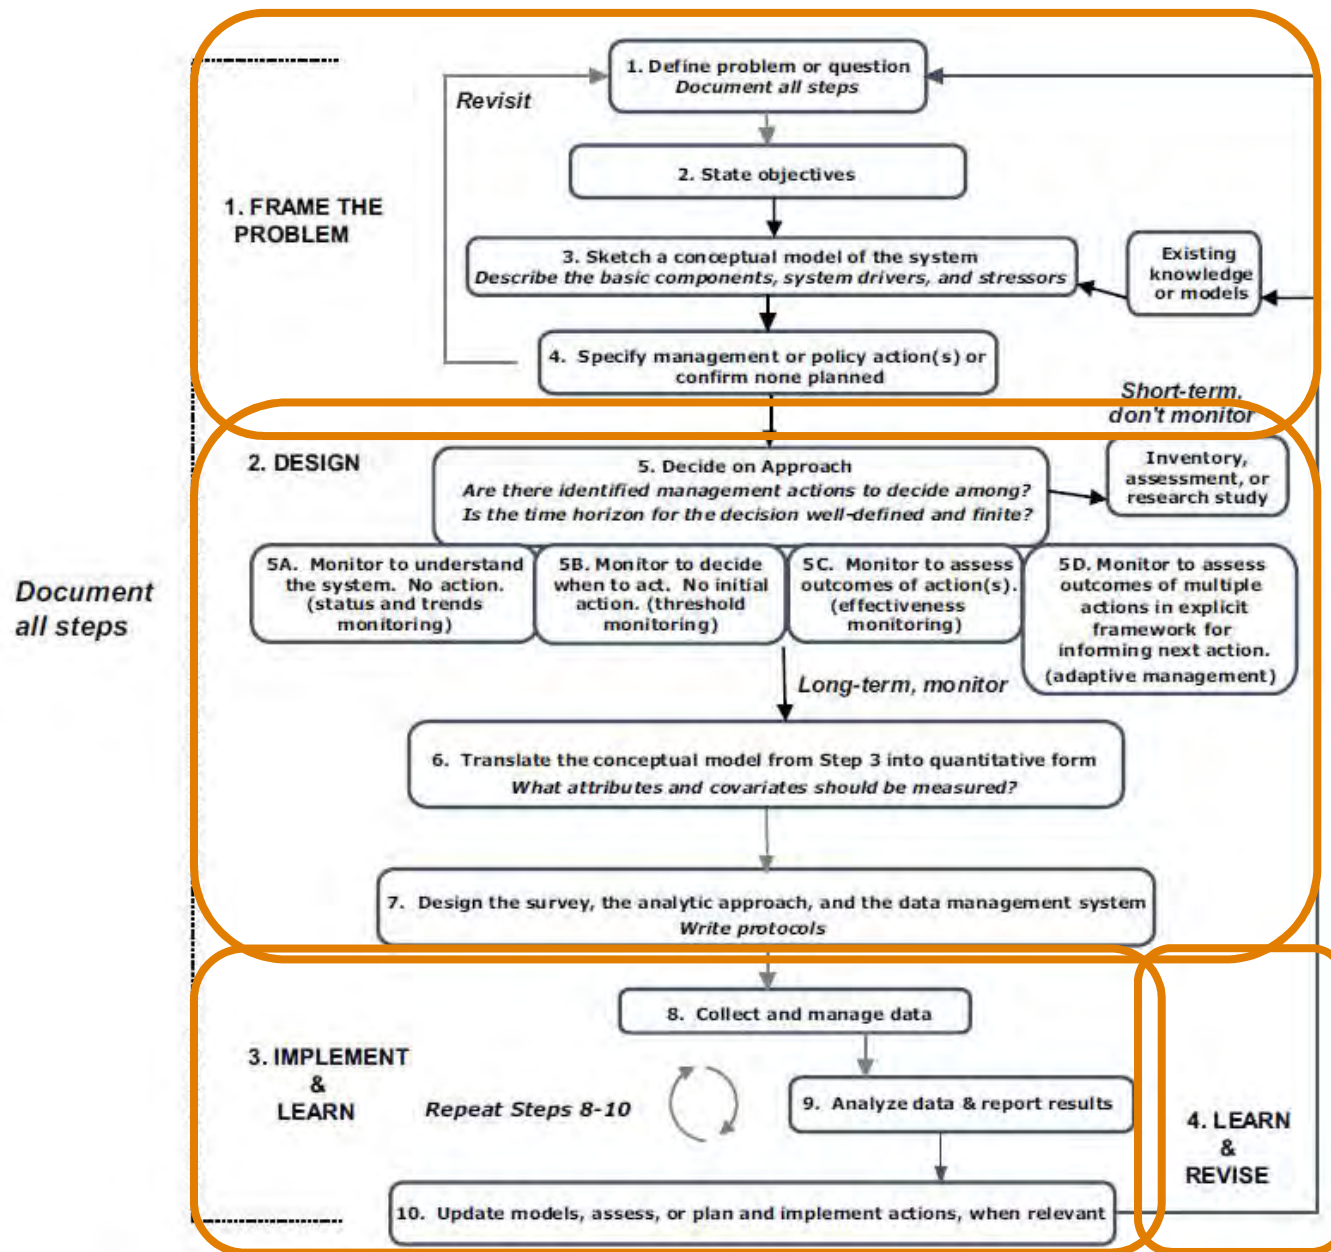 1. Define problem or question
Document all steps
Revisit
2. State objectives
1. FRAME THE
PROBLEM
3. Sketch a conceptual model of the system
Describe the basic components, system drivers, and stressors
Existing
knowledge
or models
4. Specify management or policy action(s) or
confirm none planned
Short-term,
don't monitor
2. DESIGN
5. Decide on Approach
Are there identified management actions to decide among?
Is the time horizon for the decision well-defined and finite?
Inventory,
assessment, or
research study
5A. Monitor to understand
the system. No action.
(status and trends
monitoring)
5B. Monitor to decide
when to act. No initial
action. (threshold
monitoring)
5C. Monitor to assess
outcomes of action(s).
(effectiveness
monitoring)
5D. Monitor to assess
outcomes of multiple
actions in explicit
framework for
informing next action.
(adaptive management)
Document
all steps
Long-term, monitor
6. Translate the conceptual model from Step 3 into quantitative form
What attributes and covariates should be measured?
7. Design the survey, the analytic approach, and the data management system
Write protocols
8. Collect and manage data
3. IMPLEMENT
&
LEARN
Repeat Steps 8-10
9. Analyze data & report results
4. LEARN
&
REVISE
10. Update models, assess, or plan and implement actions, when relevant